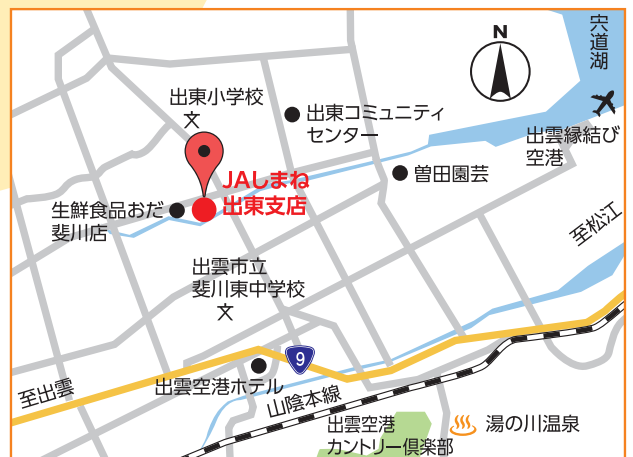 N
宍道湖
出東小学校
文
出東コミュニティ
センター
出雲縁結び
空港
曽田園芸
JAしまね
出東支店
生鮮食品おだ
斐川店
至松江
出雲市立
斐川東中学校
文
9
出雲空港ホテル
至出雲
山陰本線
出雲空港
カントリー倶楽部
湯の川温泉